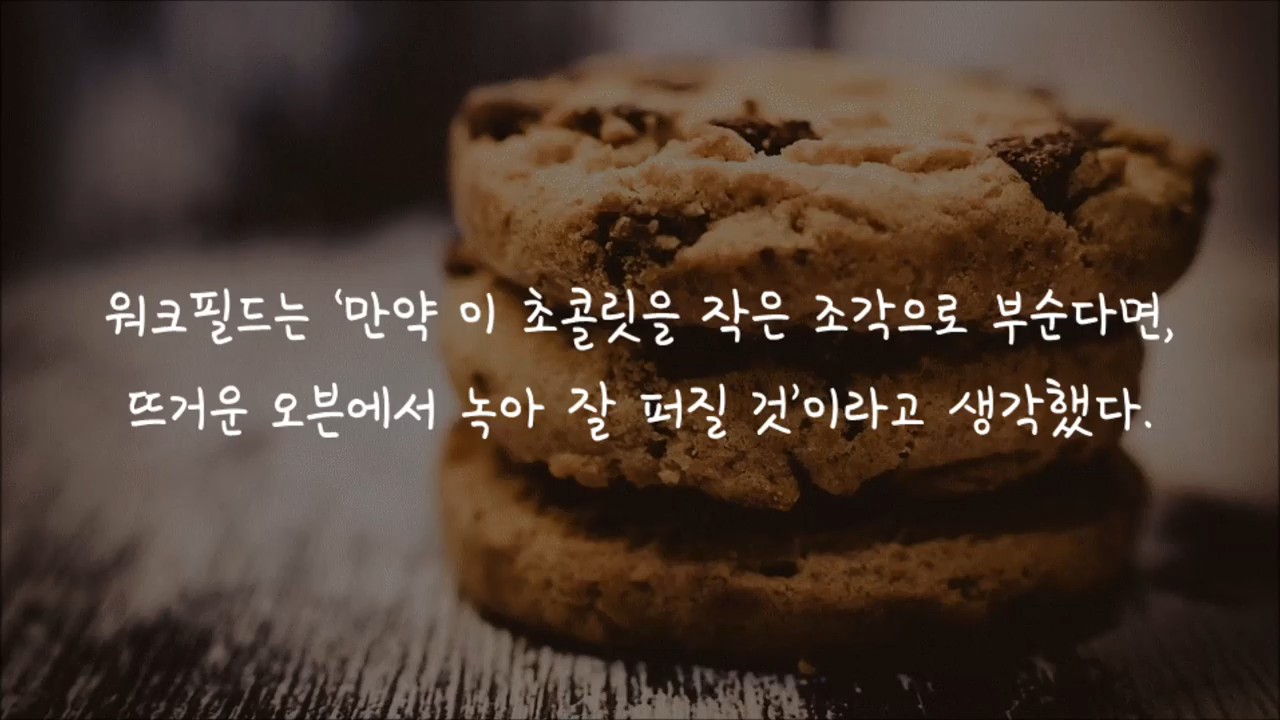 워크필드는 ‘만약 이 초콜릿을 작은 조각으로 부순다면,
뜨거운 오븐에서 녹아 잘 퍼질 것’이라고 생각했다.